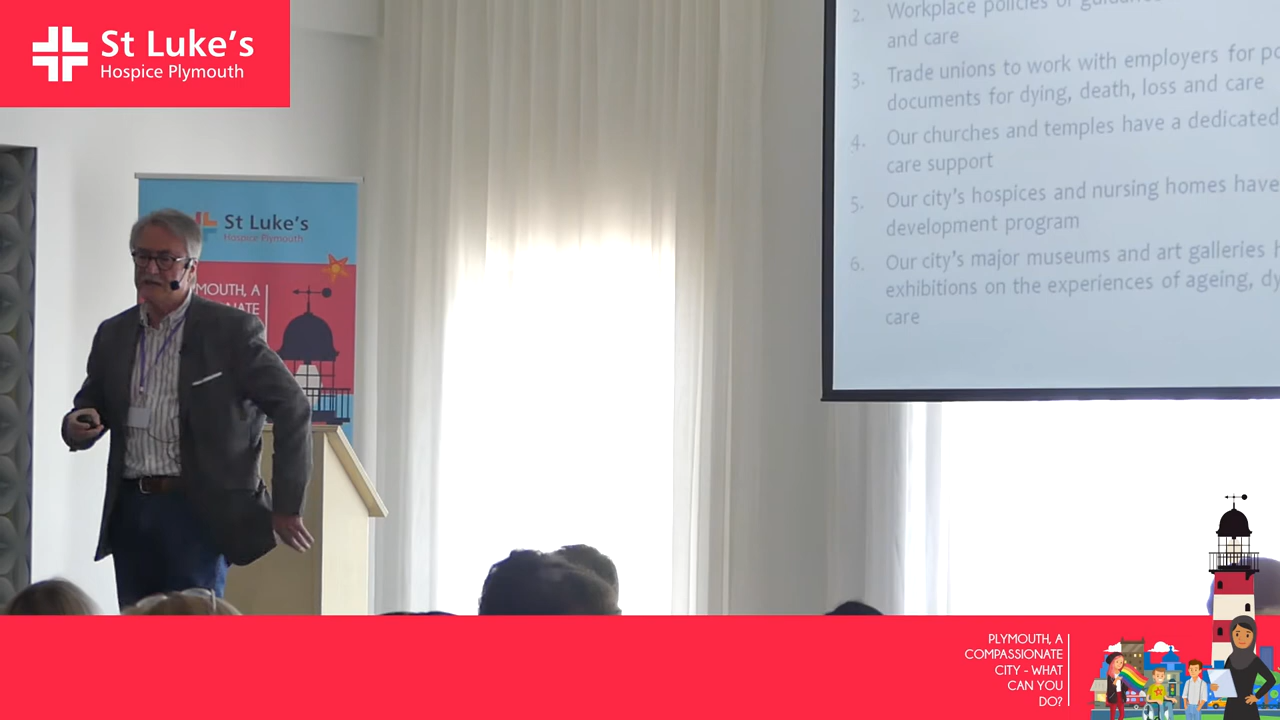 St Luke's
Hospice Plymouth
2. Workplace policies or
and care
3. Trade unions to work with employers for
documents for dying, death, loss and care
4. Our churches and temples have a dedicated
care support
5. Our city's hospices and nursing homes have
development program
6. Our city's major museums and art galleries
exhibitions on the experiences of ageing,
care
St Luke's
Hospice Plymouth
MOUTH, A
NATE
PLYMOUTH, A
COMPASSIONATE
CITY - WHAT
CAN YOU
DO?